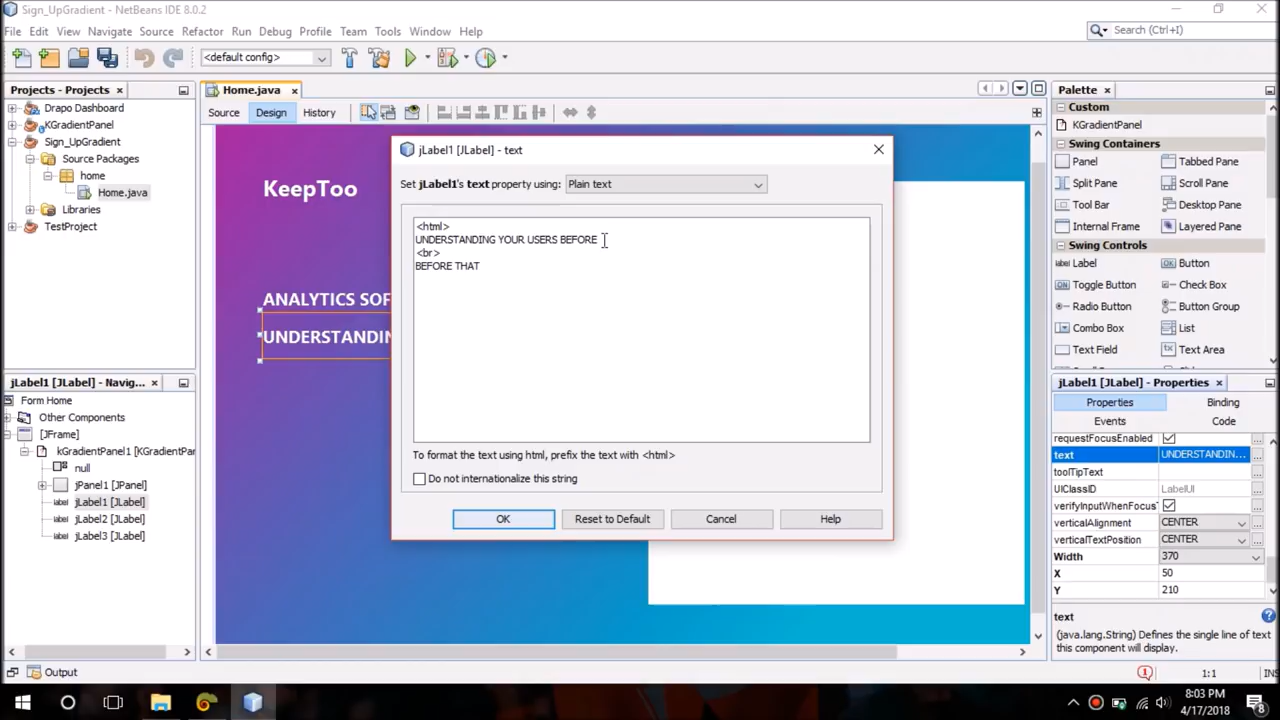 Sign_UpGradient - NetBeans IDE 8.0.2
File Edit View Navigate Source Refactor Run Debug Profile Team Tools Window Help
Search (Ctrl+I)
<default config>
Projects - Projects
Home.java
Palette
Drapo Dashboard
KGradientPanel
Sign_UpGradient
Source Packages
home
Home.java
Libraries
TestProject
Source Design History
KeepToo
ANALYTICS SOF
UNDERSTANDIN
jLabel1 [JLabel] - text
Set jLabel1's text property using: Plain text
<html>
UNDERSTANDING YOUR USERS BEFORE
<br>
BEFORE THAT
To format the text using html, prefix the text with <html>
Do not internationalize this string
OK Reset to Default Cancel Help
Custom
KGradientPanel
Swing Containers
Panel Tabbed Pane
Split Pane Scroll Pane
Tool Bar Desktop Pane
Internal Frame Layered Pane
Swing Controls
Label Button
Toggle Button Check Box
Radio Button Button Group
Combo Box List
Text Field Text Area
jLabel1 [JLabel] - Navig...
Form Home
Other Components
[JFrame]
kGradientPanel1 [KGradientPar
null
jPanel1 [JPanel]
jLabel1 [JLabel]
jLabel2 [JLabel]
jLabel3 [JLabel]
jLabel1 [JLabel] - Properties
Properties Binding
Events Code
requestFocusEnabled
text UNDERSTANDIN...
toolTipText
UIClassID LabelUI
verifyInputWhenFocusT
verticalAlignment CENTER
verticalTextPosition CENTER
Width 370
X 50
Y 210
text
(java.lang.String) Defines the single line of text
this component will display.
Output
1 1:1 INS
8:03 PM
4/17/2018
8